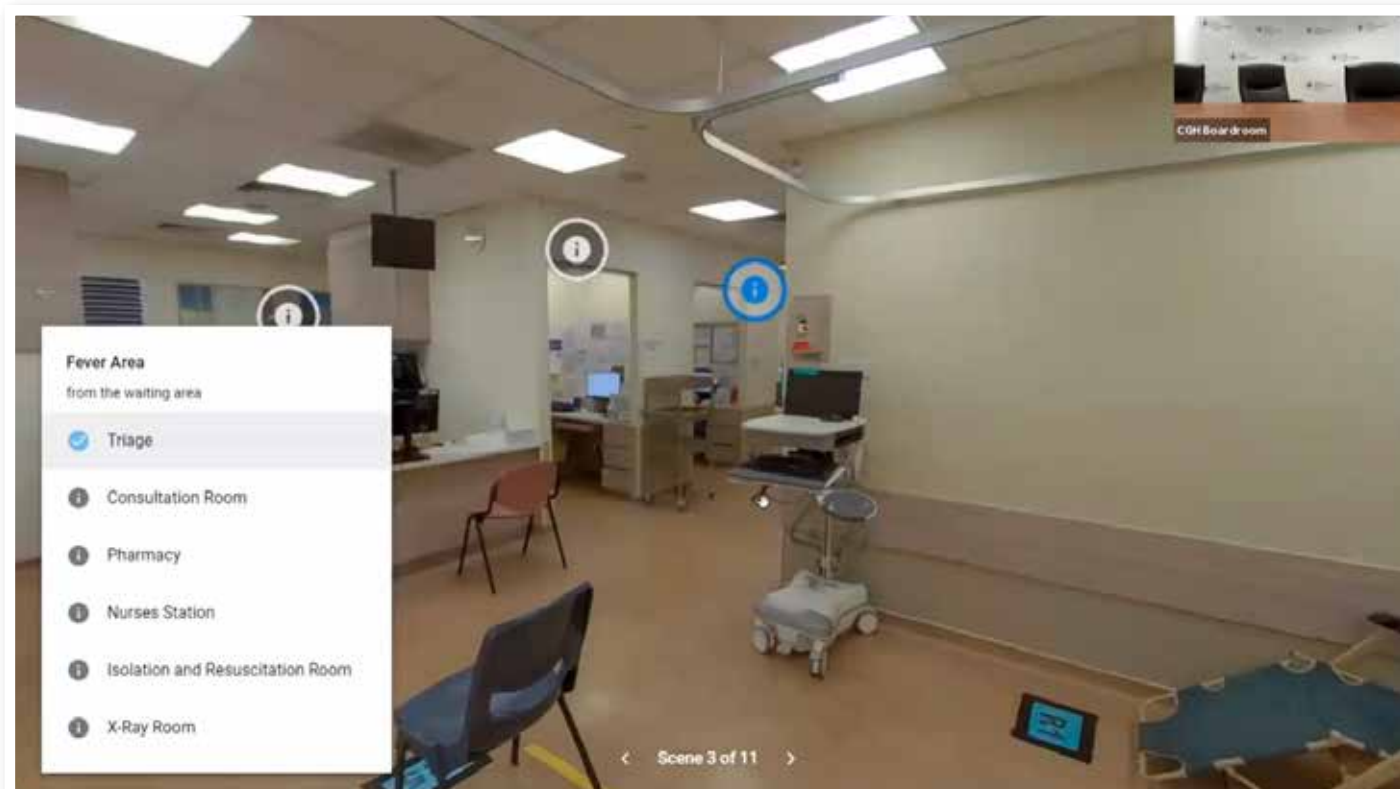 CGH Boardroom
Fever Area
from the waiting area
Triage
Consultation Room
Pharmacy
Nurses Station
Isolation and Resuscitation Room
X-Ray Room
Scene 3 of 11